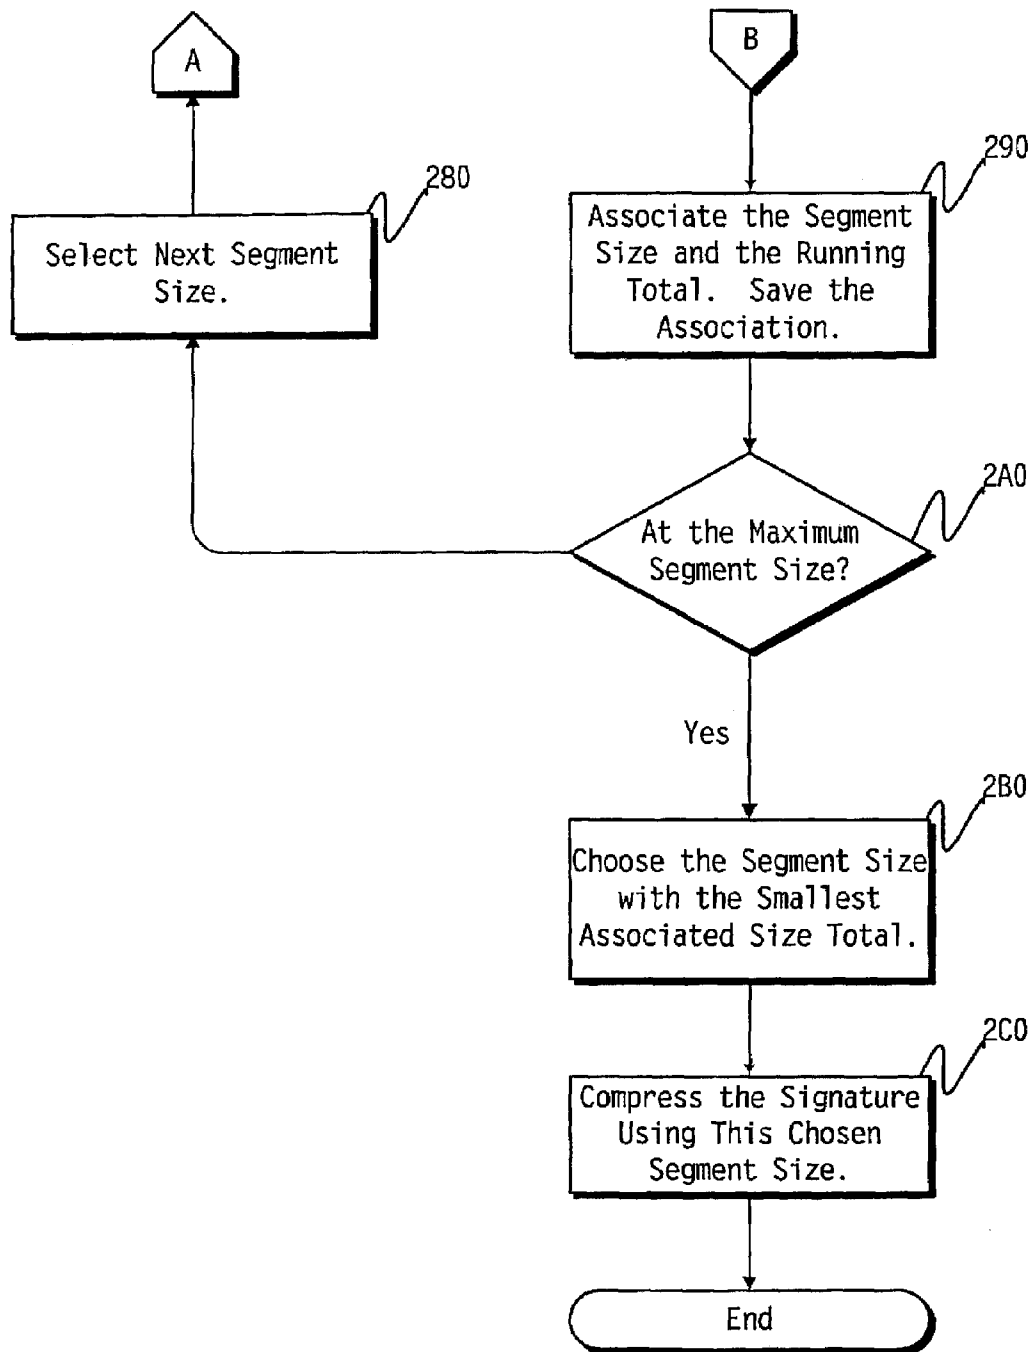 A
B
280
Select Next Segment
Size.
290
Associate the Segment
Size and the Running
Total. Save the
Association.
2A0
At the Maximum
Segment Size?
Yes
2B0
Choose the Segment Size
with the Smallest
Associated Size Total.
2C0
Compress the Signature
Using This Chosen
Segment Size.
End